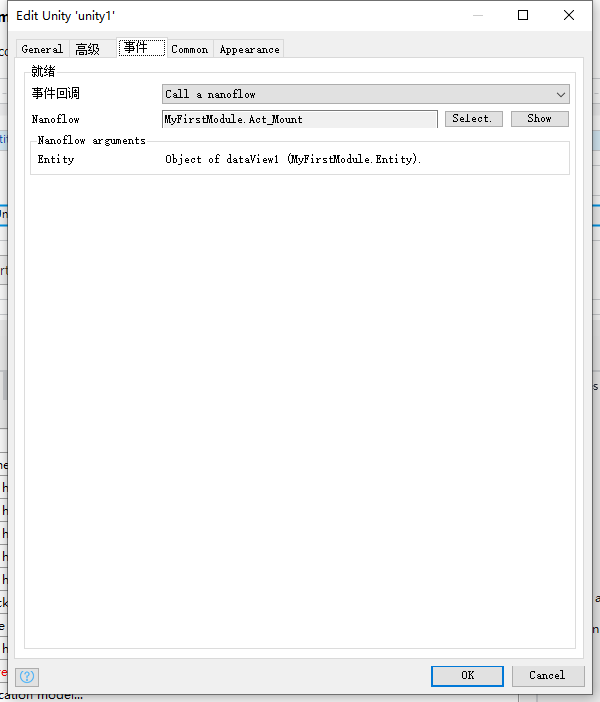 Edit Unity 'unity1'
General 高级 事件 Common Appearance
就绪
事件回调 Call a nanoflow
Nanoflow MyFirstModule.Act_Mount Select. Show
Nanoflow arguments
Entity Object of dataView1 (MyFirstModule.Entity).
OK Cancel
cation model...